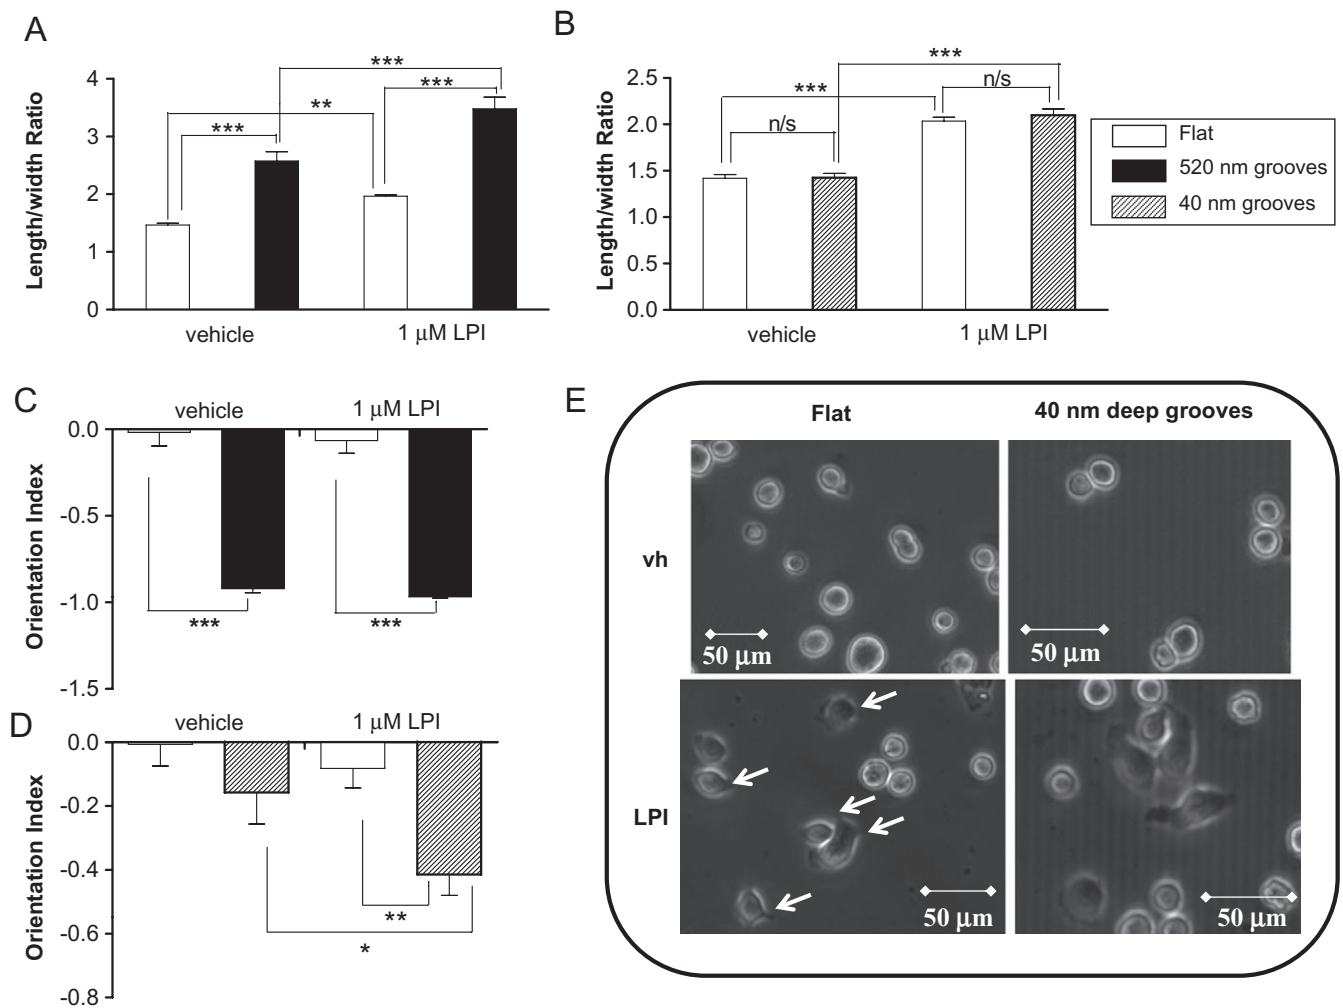 A
Length/width Ratio
4
3
2
1
0
***
**
***
***
vehicle
1 μM LPI
B
Length/width Ratio
2.5
2.0
1.5
1.0
0.5
0.0
n/s
***
***
n/s
vehicle
1 μM LPI
Flat
520 nm grooves
40 nm grooves
C
vehicle
1 μM LPI
Orientation Index
0.0
-0.5
-1.0
-1.5
***
***
D
vehicle
1 μM LPI
Orientation Index
0.0
-0.2
-0.4
-0.6
-0.8
**
*
E
Flat
40 nm deep grooves
vh
50 μm
50 μm
LPI
50 μm
50 μm